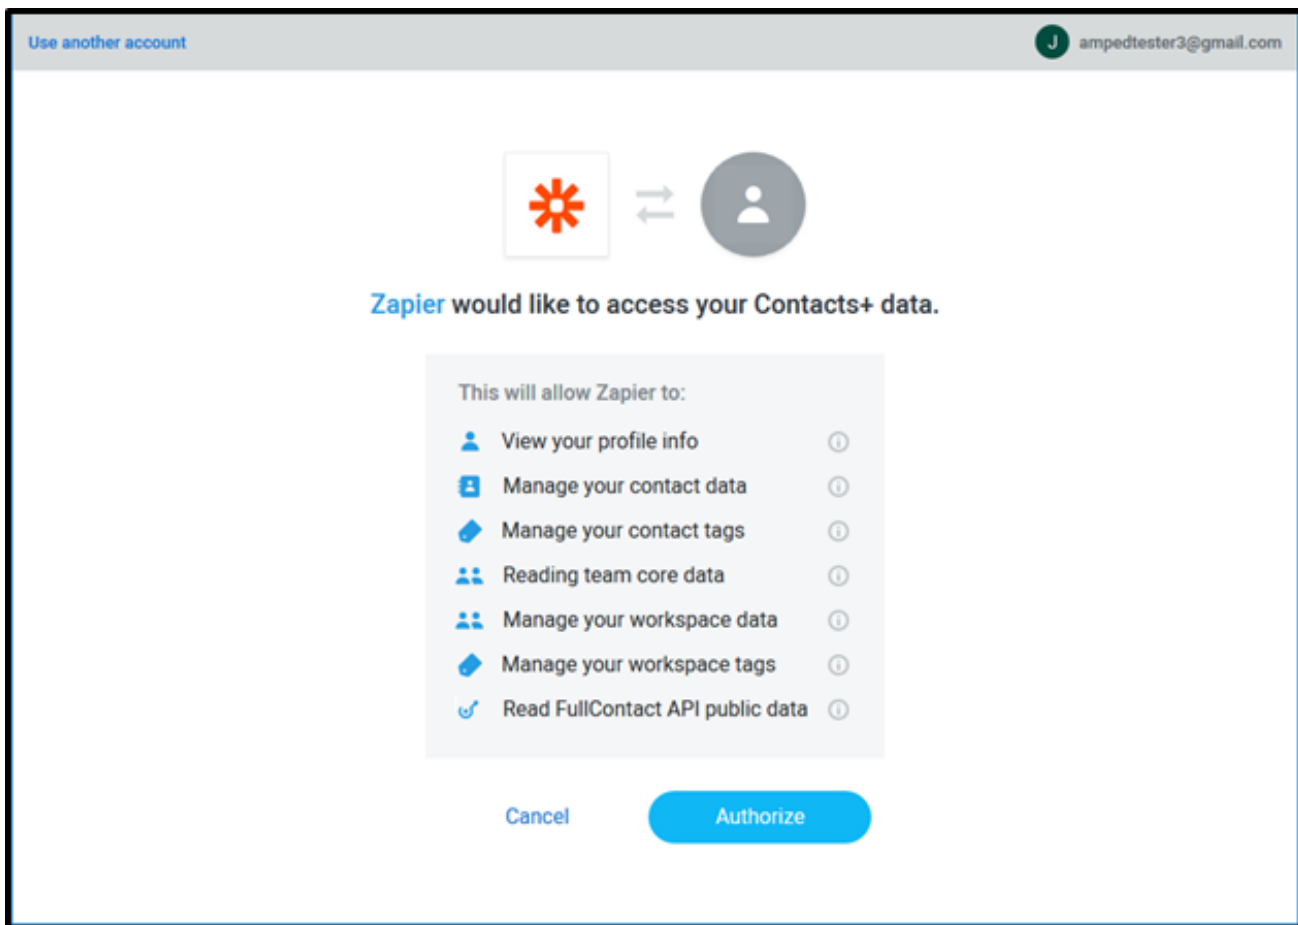 Use another account
J
ampedtester3@gmail.com
Zapier would like to access your Contacts+ data.
This will allow Zapier to:
View your profile info
Manage your contact data
Manage your contact tags
Reading team core data
Manage your workspace data
Manage your workspace tags
Read FullContact API public data
Cancel
Authorize